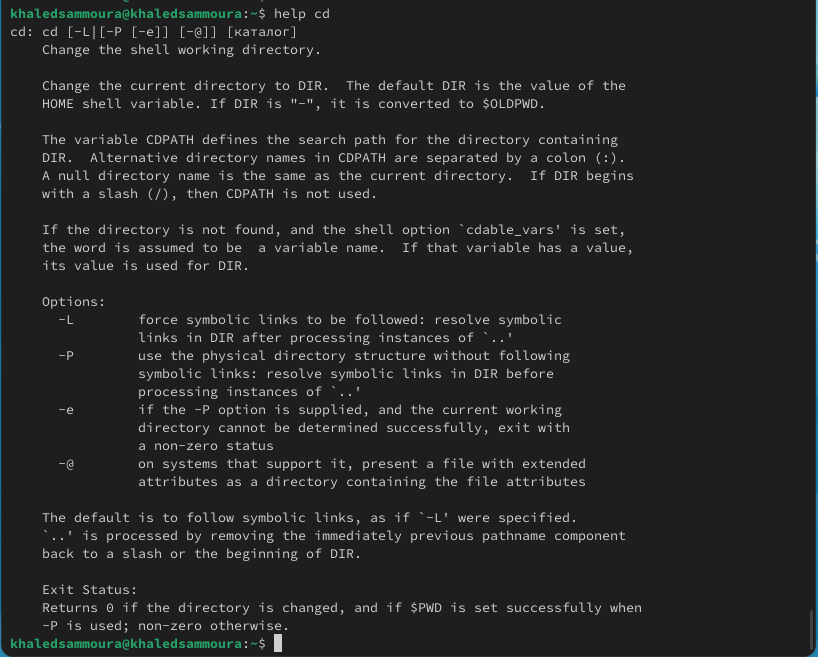 khaledsammoura@khaledsammoura:~$ help cd
cd: cd [-L|[-P [-e]] [-@]] [каталог]
    Change the shell working directory.

    Change the current directory to DIR.  The default DIR is the value of the
    HOME shell variable. If DIR is "-", it is converted to $OLDPWD.

    The variable CDPATH defines the search path for the directory containing
    DIR.  Alternative directory names in CDPATH are separated by a colon (:).
    A null directory name is the same as the current directory.  If DIR begins
    with a slash (/), then CDPATH is not used.

    If the directory is not found, and the shell option `cdable_vars' is set,
    the word is assumed to be  a variable name.  If that variable has a value,
    its value is used for DIR.

    Options:
      -L        force symbolic links to be followed: resolve symbolic
                links in DIR after processing instances of `..'
      -P        use the physical directory structure without following
                symbolic links: resolve symbolic links in DIR before
                processing instances of `..'
      -e        if the -P option is supplied, and the current working
                directory cannot be determined successfully, exit with
                a non-zero status
      -@        on systems that support it, present a file with extended
                attributes as a directory containing the file attributes

    The default is to follow symbolic links, as if `-L' were specified.
    `..' is processed by removing the immediately previous pathname component
    back to a slash or the beginning of DIR.

    Exit Status:
    Returns 0 if the directory is changed, and if $PWD is set successfully when
    -P is used; non-zero otherwise.
khaledsammoura@khaledsammoura:~$